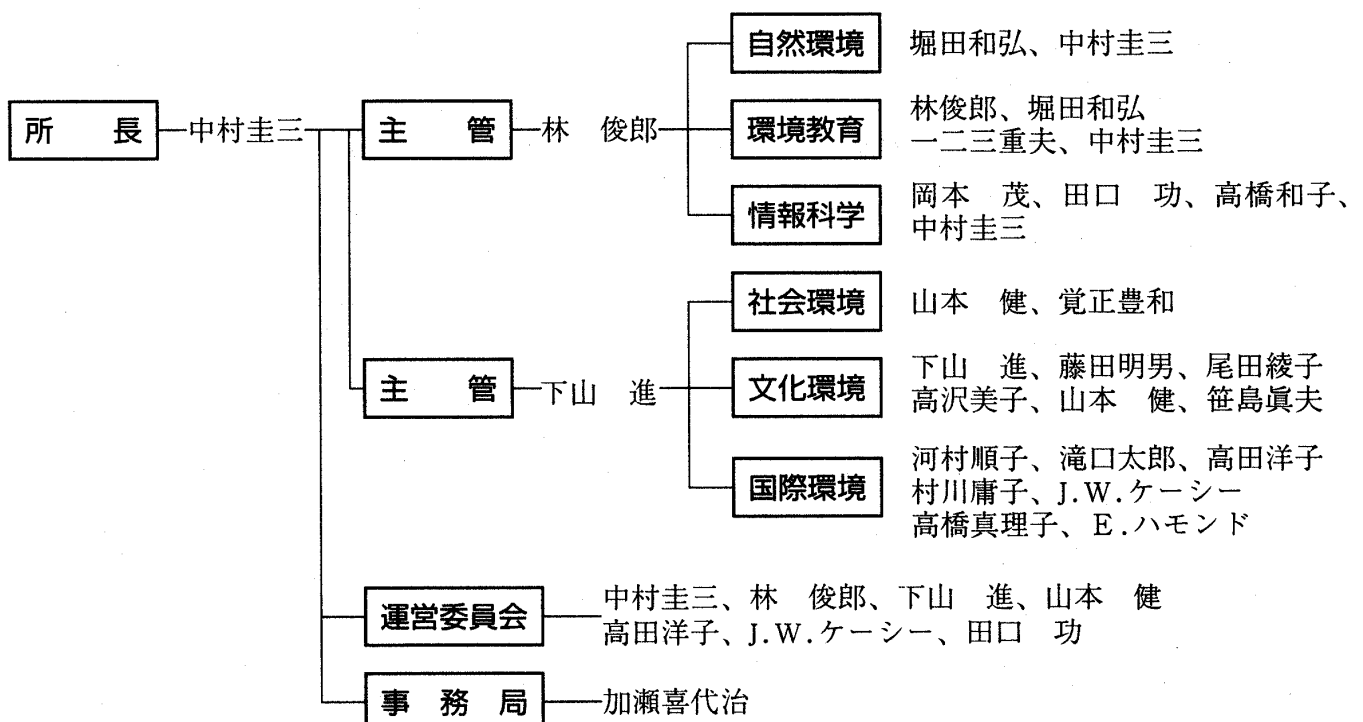 自然環境 堀田和弘、中村圭三
所　長 中村圭三 主　管 林　俊郎 環境教育 林俊郎、堀田和弘
一二三重夫、中村圭三
情報科学 岡本　茂、田口　功、高橋和子、
中村圭三
社会環境 山本　健、覚正豊和
主　管 下山　進 文化環境 下山　進、藤田明男、尾田綾子
高沢美子、山本　健、笹島眞夫
国際環境 河村順子、滝口太郎、高田洋子
村川庸子、J.W.ケーシー
高橋真理子、E.ハモンド
運営委員会 中村圭三、林　俊郎、下山　進、山本　健
高田洋子、J.W.ケーシー、田口　功
事　務　局 加瀬喜代治